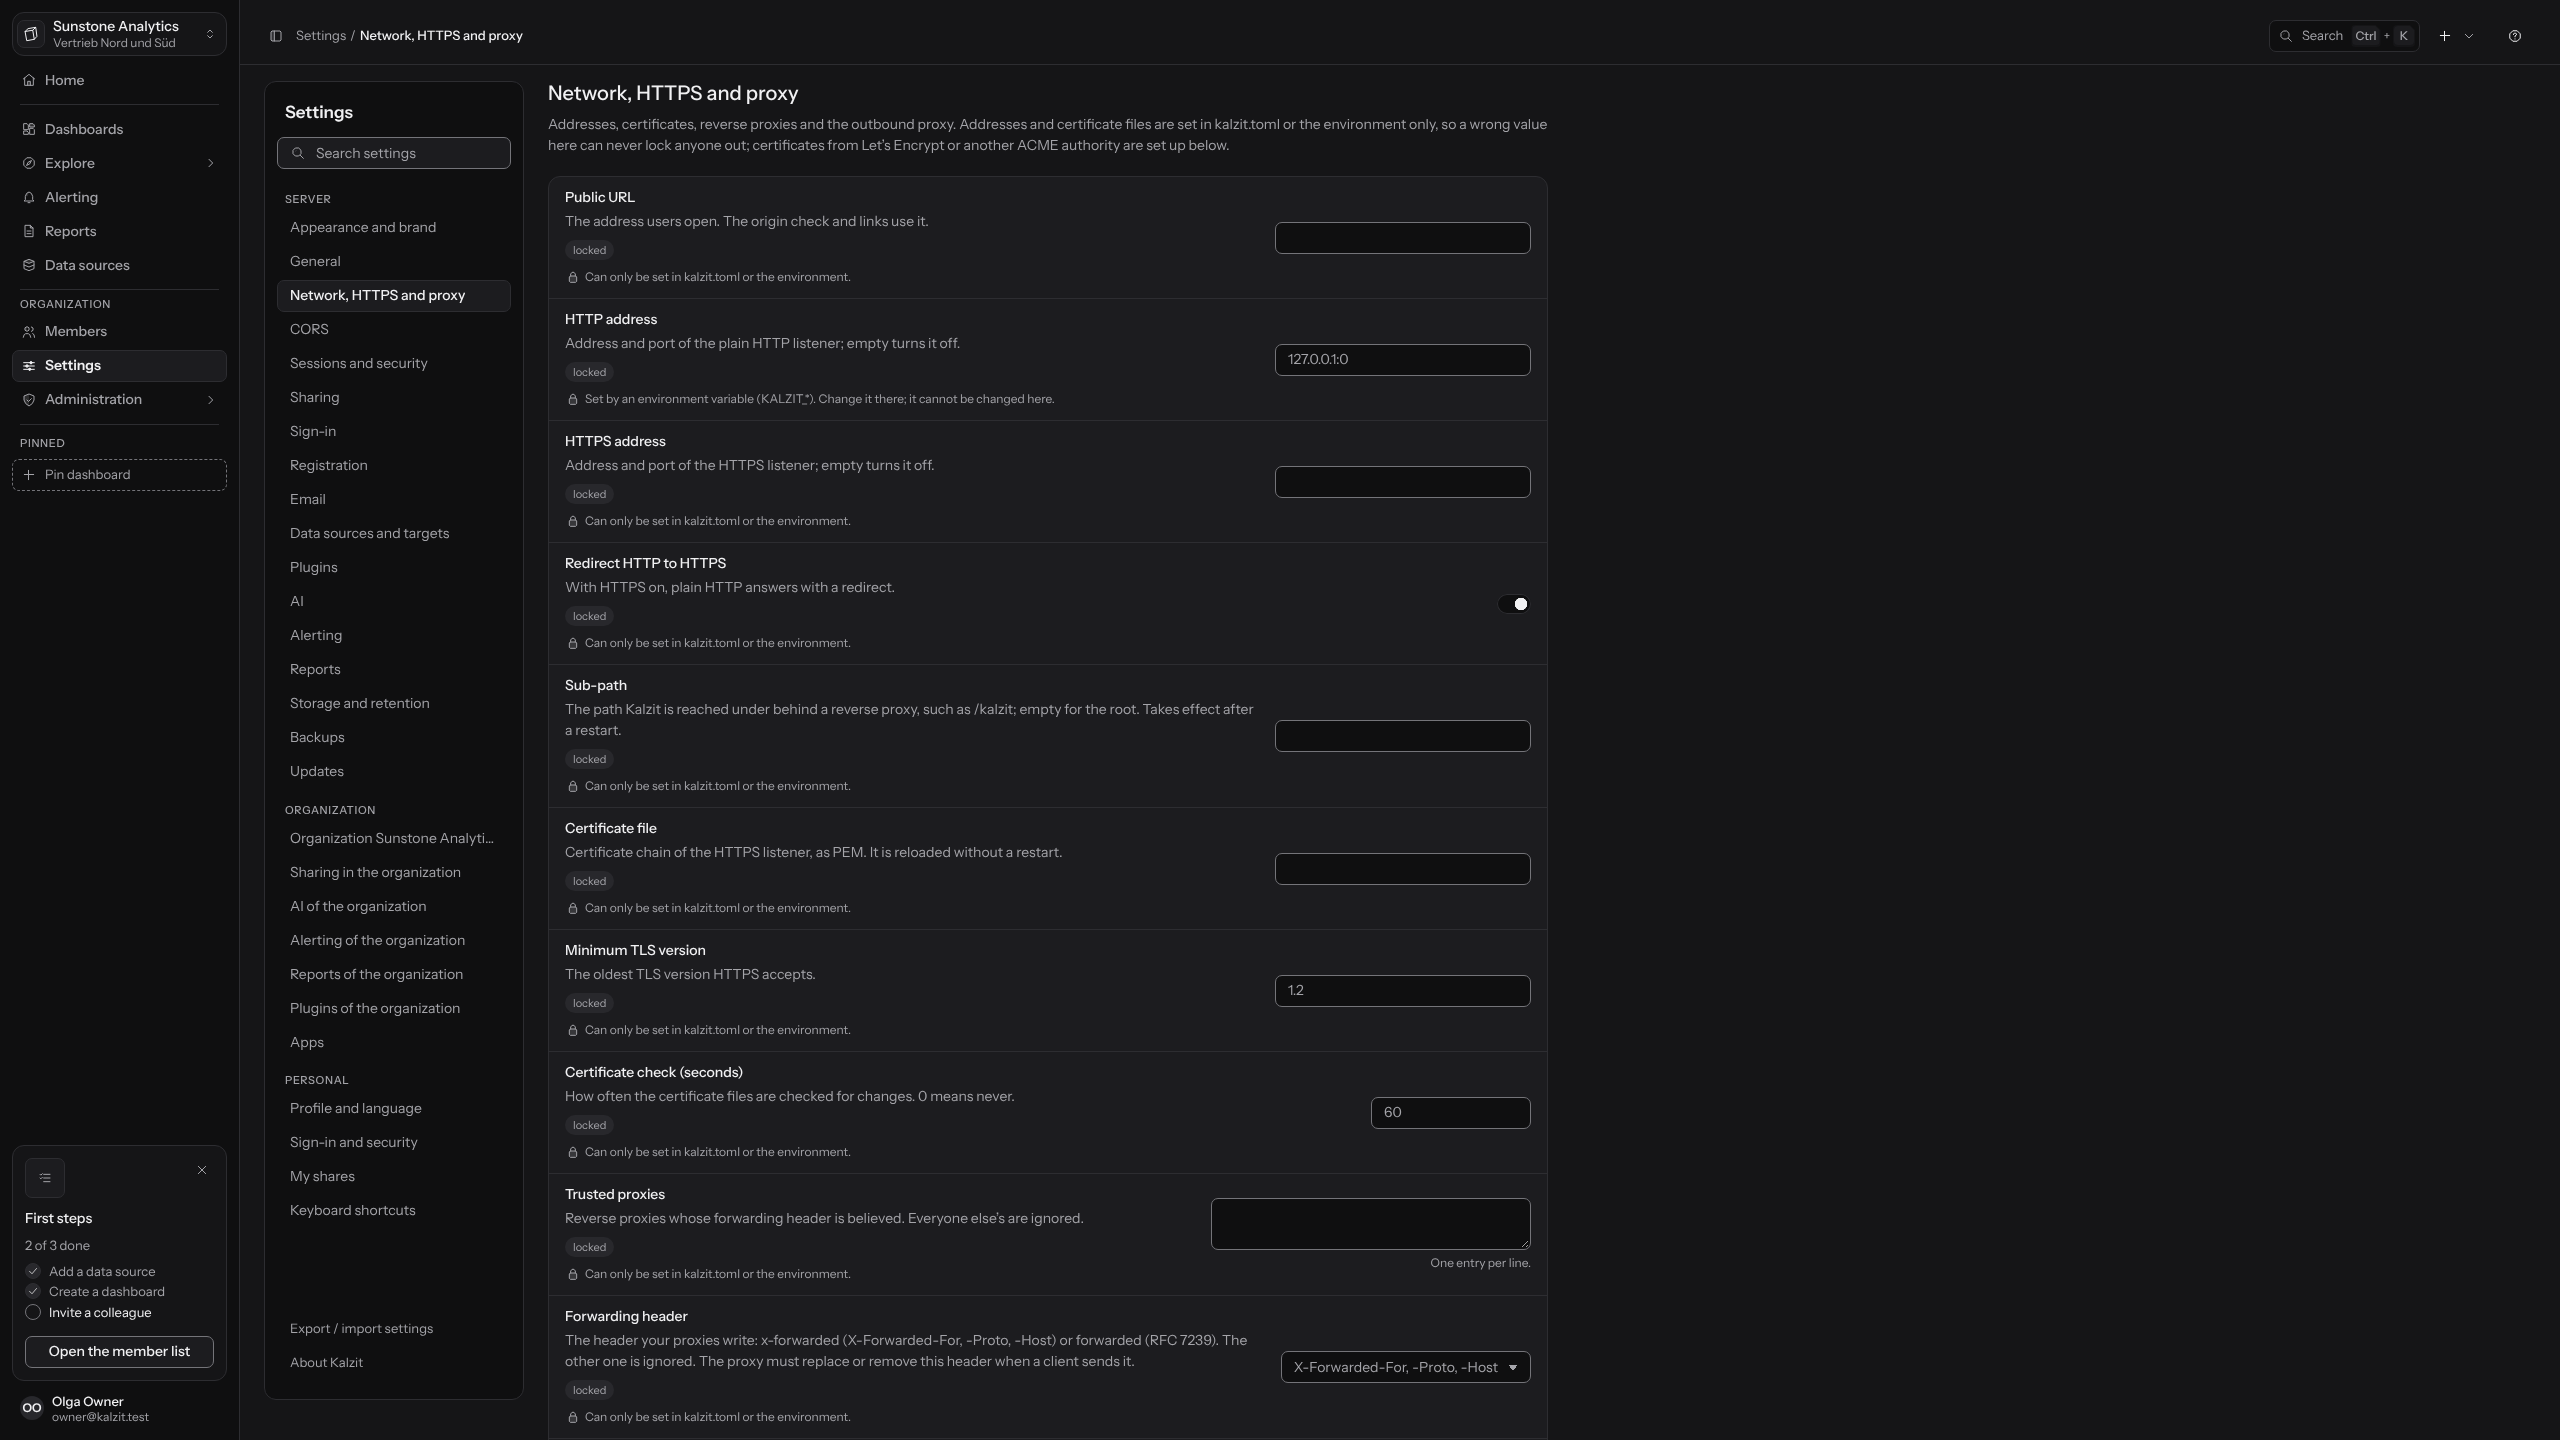 Sunstone Analytics
Vertrieb Nord und Süd
Home
Dashboards
Explore
Alerting
Reports
Data sources
ORGANIZATION
Members
Settings
Administration
PINNED
Pin dashboard
First steps
2 of 3 done
Add a data source
Create a dashboard
Invite a colleague
Open the member list
OO
Olga Owner
owner@kalzit.test
Settings / Network, HTTPS and proxy
Search Ctrl + K
Settings
Search settings
SERVER
Appearance and brand
General
Network, HTTPS and proxy
CORS
Sessions and security
Sharing
Sign-in
Registration
Email
Data sources and targets
Plugins
AI
Alerting
Reports
Storage and retention
Backups
Updates
ORGANIZATION
Organization Sunstone Analyti...
Sharing in the organization
AI of the organization
Alerting of the organization
Reports of the organization
Plugins of the organization
Apps
PERSONAL
Profile and language
Sign-in and security
My shares
Keyboard shortcuts
Export / import settings
About Kalzit
Network, HTTPS and proxy
Addresses, certificates, reverse proxies and the outbound proxy. Addresses and certificate files are set in kalzit.toml or the environment only, so a wrong value
here can never lock anyone out; certificates from Let's Encrypt or another ACME authority are set up below.
Public URL
The address users open. The origin check and links use it.
locked
Can only be set in kalzit.toml or the environment.
HTTP address
Address and port of the plain HTTP listener; empty turns it off.
127.0.0.1:0
locked
Set by an environment variable (KALZIT_*). Change it there; it cannot be changed here.
HTTPS address
Address and port of the HTTPS listener; empty turns it off.
locked
Can only be set in kalzit.toml or the environment.
Redirect HTTP to HTTPS
With HTTPS on, plain HTTP answers with a redirect.
locked
Can only be set in kalzit.toml or the environment.
Sub-path
The path Kalzit is reached under behind a reverse proxy, such as /kalzit; empty for the root. Takes effect after
a restart.
locked
Can only be set in kalzit.toml or the environment.
Certificate file
Certificate chain of the HTTPS listener, as PEM. It is reloaded without a restart.
locked
Can only be set in kalzit.toml or the environment.
Minimum TLS version
The oldest TLS version HTTPS accepts.
1.2
locked
Can only be set in kalzit.toml or the environment.
Certificate check (seconds)
How often the certificate files are checked for changes. 0 means never.
60
locked
Can only be set in kalzit.toml or the environment.
Trusted proxies
Reverse proxies whose forwarding header is believed. Everyone else's are ignored.
locked
One entry per line.
Can only be set in kalzit.toml or the environment.
Forwarding header
The header your proxies write: x-forwarded (X-Forwarded-For, -Proto, -Host) or forwarded (RFC 7239). The
other one is ignored. The proxy must replace or remove this header when a client sends it.
X-Forwarded-For, -Proto, -Host
locked
Can only be set in kalzit.toml or the environment.